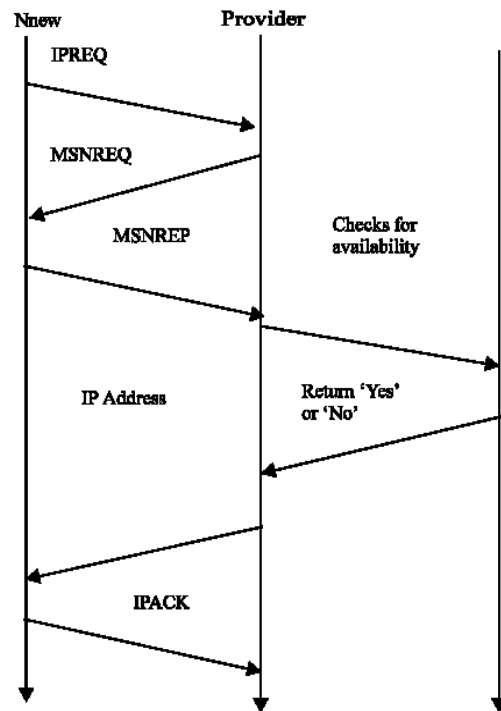 Nnew
Provider
IPREQ
MSNREQ
MSNREP
Checks for
availability
IP Address
Return ‘Yes’
or ‘No’
IPACK